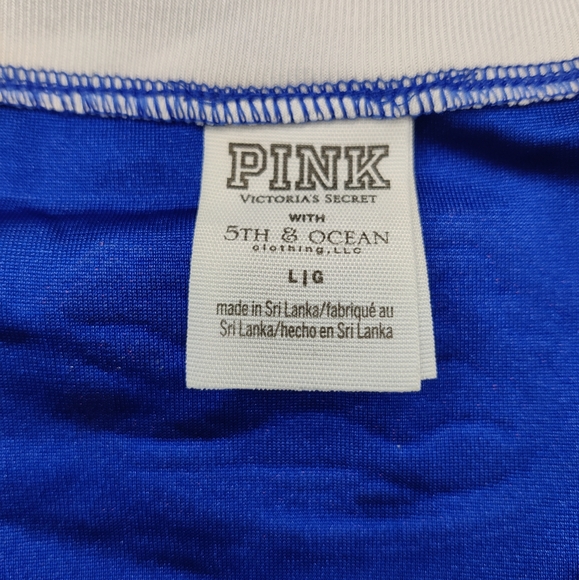 PINK
VICTORIA'S SECRET
WITH
5TH & OCEAN
clothing, LLC
L|G
made in Sri Lanka/fabriqué au
Sri Lanka/hecho en Sri Lanka